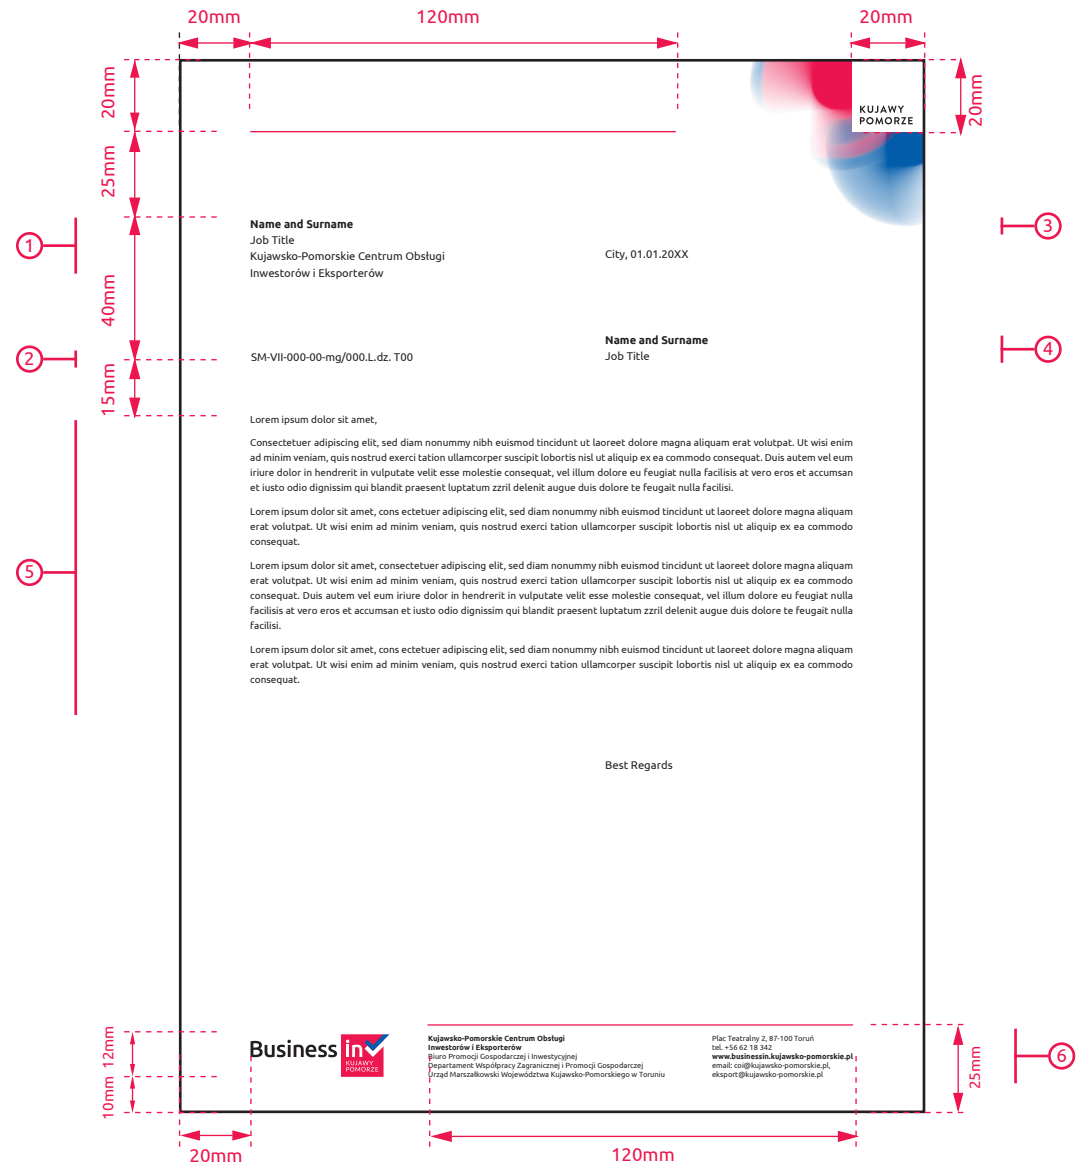 20mm
120mm
20mm
20mm
20mm
KUJAWY
POMORZE
25mm
1
3
Name and Surname
Job Title
Kujawsko-Pomorskie Centrum Obsługi
Inwestorów i Eksporterów
City, 01.01.20XX
40mm
2
4
SM-VII-000-00-mg/000.L.dz. T00
Name and Surname
Job Title
15mm
Lorem ipsum dolor sit amet,
Consectetuer adipiscing elit, sed diam nonummy nibh euismod tincidunt ut laoreet dolore magna aliquam erat volutpat. Ut wisi enim
ad minim veniam, quis nostrud exerci tation ullamcorper suscipit lobortis nisl ut aliquip ex ea commodo consequat. Duis autem vel eum
iriure dolor in hendrerit in vulputate velit esse molestie consequat, vel illum dolore eu feugiat nulla facilisis at vero eros et accumsan
et iusto odio dignissim qui blandit praesent luptatum zzril delenit augue duis dolore te feugait nulla facilisi.
Lorem ipsum dolor sit amet, cons ectetuer adipiscing elit, sed diam nonummy nibh euismod tincidunt ut laoreet dolore magna aliquam
erat volutpat. Ut wisi enim ad minim veniam, quis nostrud exerci tation ullamcorper suscipit lobortis nisl ut aliquip ex ea commodo
consequat.
5
Lorem ipsum dolor sit amet, consectetuer adipiscing elit, sed diam nonummy nibh euismod tincidunt ut laoreet dolore magna aliquam
erat volutpat. Ut wisi enim ad minim veniam, quis nostrud exerci tation ullamcorper suscipit lobortis nisl ut aliquip ex ea commodo
consequat. Duis autem vel eum iriure dolor in hendrerit in vulputate velit esse molestie consequat, vel illum dolore eu feugiat nulla
facilisis at vero eros et accumsan et iusto odio dignissim qui blandit praesent luptatum zzril delenit augue duis dolore te feugait nulla
facilisi.
Lorem ipsum dolor sit amet, cons ectetuer adipiscing elit, sed diam nonummy nibh euismod tincidunt ut laoreet dolore magna aliquam
erat volutpat. Ut wisi enim ad minim veniam, quis nostrud exerci tation ullamcorper suscipit lobortis nisl ut aliquip ex ea commodo
consequat.
Best Regards
12mm
10mm
Business in
KUJAWY
POMORZE
Kujawsko-Pomorskie Centrum Obsługi
Inwestorów i Eksporterów
Biuro Promocji Gospodarczej i Inwestycyjnej
Departament Współpracy Zagranicznej i Promocji Gospodarczej
Urząd Marszałkowski Województwa Kujawsko-Pomorskiego w Toruniu
Plac Teatralny 2, 87-100 Toruń
tel. +56 62 18 342
www.businessin.kujawsko-pomorskie.pl
email: coi@kujawsko-pomorskie.pl,
eksport@kujawsko-pomorskie.pl
25mm
6
20mm
120mm